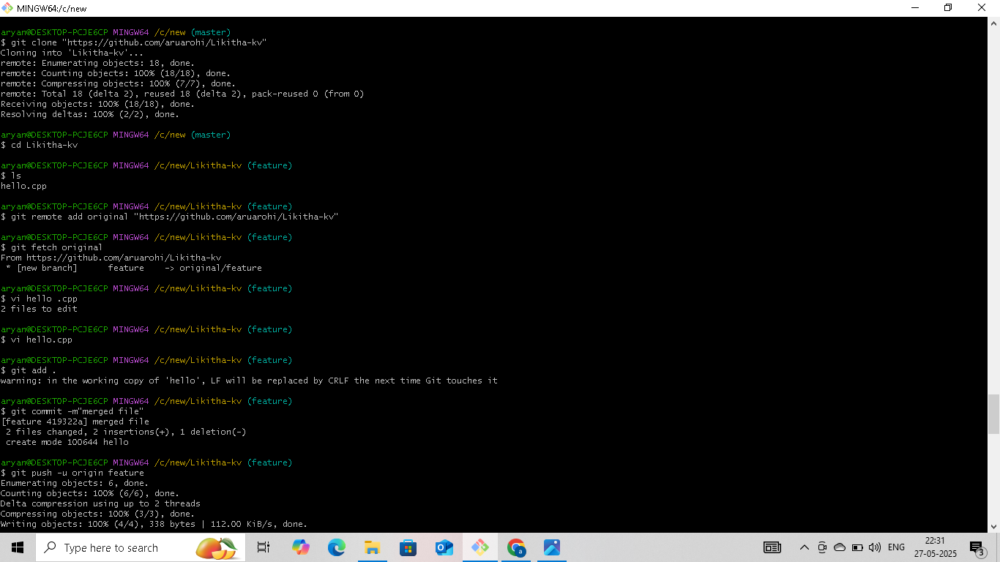 MINGW64:/c/new
aryan@DESKTOP-PCJE6CP MINGW64 /c/new (master)
$ git clone "https://github.com/aruarohi/Likitha-kv"
Cloning into 'Likitha-kv'...
remote: Enumerating objects: 18, done.
remote: Counting objects: 100% (18/18), done.
remote: Compressing objects: 100% (7/7), done.
remote: Total 18 (delta 2), reused 18 (delta 2), pack-reused 0 (from 0)
Receiving objects: 100% (18/18), done.
Resolving deltas: 100% (2/2), done.
aryan@DESKTOP-PCJE6CP MINGW64 /c/new (master)
$ cd Likitha-kv
aryan@DESKTOP-PCJE6CP MINGW64 /c/new/Likitha-kv (feature)
$ ls
hello.cpp
aryan@DESKTOP-PCJE6CP MINGW64 /c/new/Likitha-kv (feature)
$ git remote add original "https://github.com/aruarohi/Likitha-kv"
aryan@DESKTOP-PCJE6CP MINGW64 /c/new/Likitha-kv (feature)
$ git fetch original
From https://github.com/aruarohi/Likitha-kv
 * [new branch]      feature    -> original/feature
aryan@DESKTOP-PCJE6CP MINGW64 /c/new/Likitha-kv (feature)
$ vi hello .cpp
2 files to edit
aryan@DESKTOP-PCJE6CP MINGW64 /c/new/Likitha-kv (feature)
$ vi hello.cpp
aryan@DESKTOP-PCJE6CP MINGW64 /c/new/Likitha-kv (feature)
$ git add .
warning: in the working copy of 'hello', LF will be replaced by CRLF the next time Git touches it
aryan@DESKTOP-PCJE6CP MINGW64 /c/new/Likitha-kv (feature)
$ git commit -m"merged file"
[feature 419322a] merged file
 2 files changed, 2 insertions(+), 1 deletion(-)
 create mode 100644 hello
aryan@DESKTOP-PCJE6CP MINGW64 /c/new/Likitha-kv (feature)
$ git push -u origin feature
Enumerating objects: 6, done.
Counting objects: 100% (6/6), done.
Delta compression using up to 2 threads
Compressing objects: 100% (3/3), done.
Writing objects: 100% (4/4), 338 bytes | 112.00 KiB/s, done.
Type here to search
a
ENG
22:31
27-05-2025
3